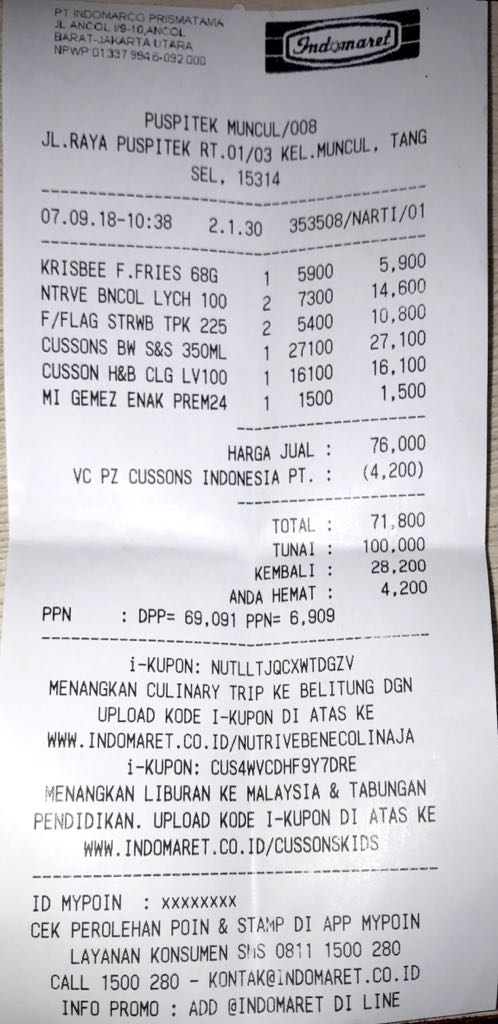 PT INDOMARCO PRISMATAMA
JL ANCOL I/9-10,ANCOL
BARAT-JAKARTA UTARA
NPWP 01.337.9946-092.000
Indomaret
PUSPITEK MUNCUL/008
JL.RAYA PUSPITEK RT.01/03 KEL.MUNCUL, TANG
SEL, 15314
07.09.18-10:38 2.1.30 353508/NARTI/01
KRISBEE F.FRIES 68G 1 5900 5,900
NTRVE BNCOL LYCH 100 2 7300 14,600
F/FLAG STRWB TPK 225 2 5400 10,800
CUSSONS BW S&S 350ML 1 27100 27,100
CUSSON H&B CLG LV100 1 16100 16,100
MI GEMEZ ENAK PREM24 1 1500 1,500
HARGA JUAL : 76,000
VC PZ CUSSONS INDONESIA PT. : (4,200)
TOTAL : 71,800
TUNAI : 100,000
KEMBALI : 28,200
ANDA HEMAT : 4,200
PPN : DPP= 69,091 PPN= 6,909
i-KUPON: NUTLLTJQCXWTDGZV
MENANGKAN CULINARY TRIP KE BELITUNG DGN
UPLOAD KODE I-KUPON DI ATAS KE
WWW.INDOMARET.CO.ID/NUTRIVEBENECOLINAJA
i-KUPON: CUS4WVCDHF9Y7DRE
MENANGKAN LIBURAN KE MALAYSIA & TABUNGAN
PENDIDIKAN. UPLOAD KODE I-KUPON DI ATAS KE
WWW.INDOMARET.CO.ID/CUSSONSKIDS
ID MYPOIN : xxxxxxxx
CEK PEROLEHAN POIN & STAMP DI APP MYPOIN
LAYANAN KONSUMEN SMS 0811 1500 280
CALL 1500 280 - KONTAK@INDOMARET.CO.ID
INFO PROMO : ADD @INDOMARET DI LINE